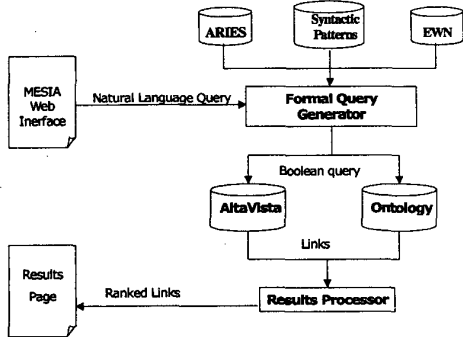 ARIES
Syntactic
Patterns
EWN
MESIA
Web
Inerface
Natural Language Query
Formal Query
Generator
Boolean query
AltaVista
Ontology
Links
Results
Page
Ranked Links
Results Processor